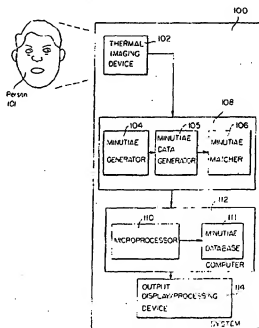 100
THERMAL
IMAGING
DEVICE
102
Person
101
108
104
105
106
MINUTIAE
GENERATOR
MINUTIAE
DATA
GENERATOR
MINUTIAE
MATCHER
112
110
111
MICROPROCESSOR
MINUTIAE
DATABASE
COMPUTER
OUTPUT
DISPLAY/PROCESSING
DEVICE
114
SYSTEM